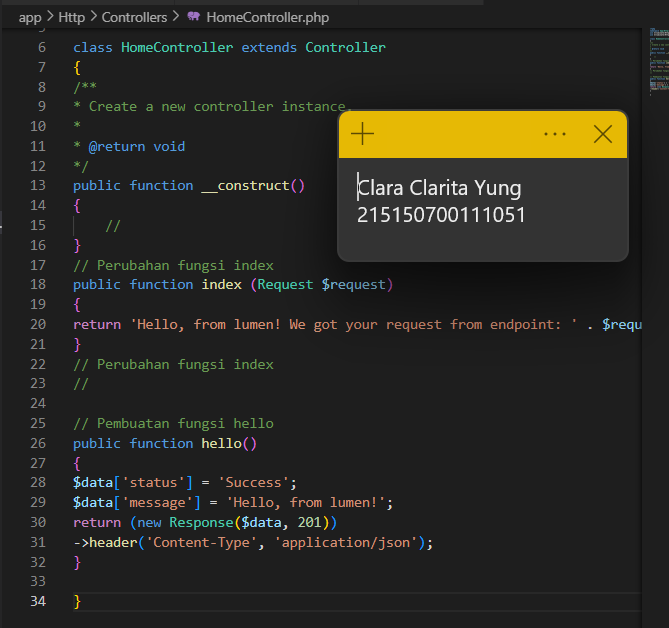 app > Http > Controllers > HomeController.php
6 class HomeController extends Controller
7 {
8 /**
9 * Create a new controller instance.
10 *
11 * @return void
12 */
13 public function __construct()
14 {
15 //
16 }
17 // Perubahan fungsi index
18 public function index (Request $request)
19 {
20 return 'Hello, from lumen! We got your request from endpoint: ' . $requ
21 }
22 // Perubahan fungsi index
23 //
24
25 // Pembuatan fungsi hello
26 public function hello()
27 {
28 $data['status'] = 'Success';
29 $data['message'] = 'Hello, from lumen!';
30 return (new Response($data, 201))
31 ->header('Content-Type', 'application/json');
32 }
33
34 }
Clara Clarita Yung
215150700111051